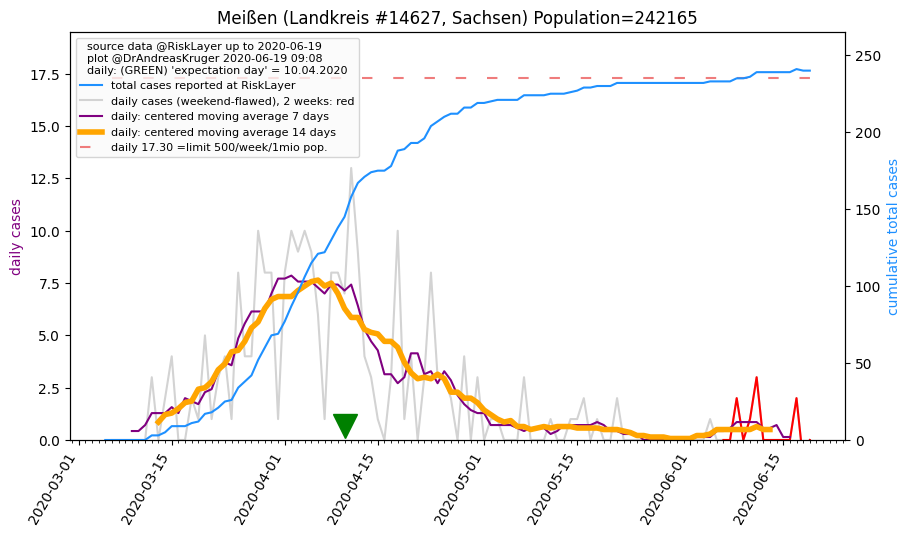 Meißen (Landkreis #14627, Sachsen) Population=242165
source data @RiskLayer up to 2020-06-19
plot @DrAndreasKruger 2020-06-19 09:08
daily: (GREEN) 'expectation day' = 10.04.2020
total cases reported at RiskLayer
daily cases (weekend-flawed), 2 weeks: red
daily: centered moving average 7 days
daily: centered moving average 14 days
daily 17.30 =limit 500/week/1mio pop.
daily cases
17.5
15.0
12.5
10.0
7.5
5.0
2.5
0.0
250
200
150
100
50
0
cumulative total cases
2020-03-01
2020-03-15
2020-04-01
2020-04-15
2020-05-01
2020-05-15
2020-06-01
2020-06-15